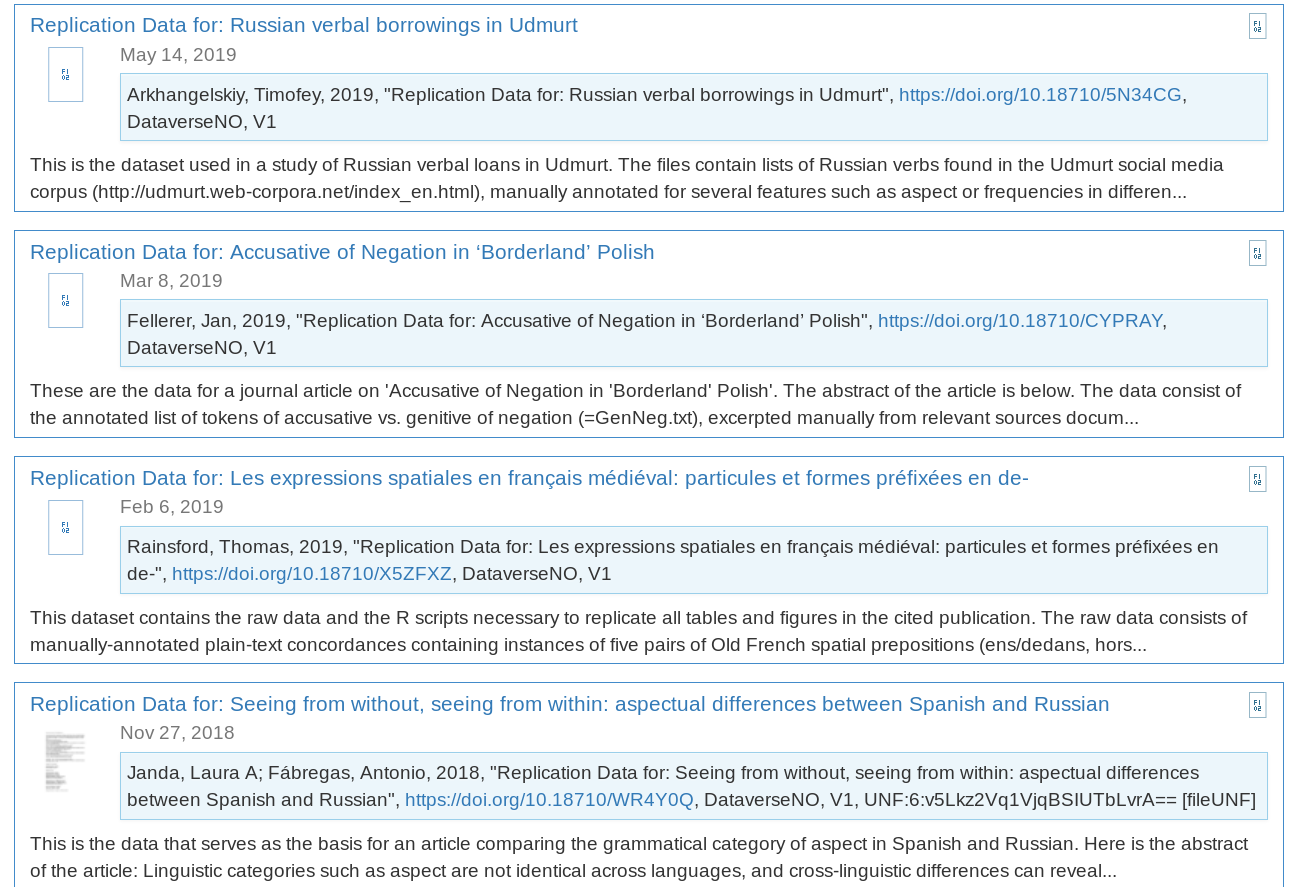 Replication Data for: Russian verbal borrowings in Udmurt
May 14, 2019
Arkhangelskiy, Timofey, 2019, "Replication Data for: Russian verbal borrowings in Udmurt", https://doi.org/10.18710/5N34CG,
DataverseNO, V1
This is the dataset used in a study of Russian verbal loans in Udmurt. The files contain lists of Russian verbs found in the Udmurt social media
corpus (http://udmurt.web-corpora.net/index_en.html), manually annotated for several features such as aspect or frequencies in differen...
Replication Data for: Accusative of Negation in ‘Borderland’ Polish
Mar 8, 2019
Fellerer, Jan, 2019, "Replication Data for: Accusative of Negation in ‘Borderland’ Polish", https://doi.org/10.18710/CYPRAY,
DataverseNO, V1
These are the data for a journal article on 'Accusative of Negation in 'Borderland' Polish'. The abstract of the article is below. The data consist of
the annotated list of tokens of accusative vs. genitive of negation (=GenNeg.txt), excerpted manually from relevant sources docum...
Replication Data for: Les expressions spatiales en français médiéval: particules et formes préfixées en de-
Feb 6, 2019
Rainsford, Thomas, 2019, "Replication Data for: Les expressions spatiales en français médiéval: particules et formes préfixées en
de-", https://doi.org/10.18710/X5ZFXZ, DataverseNO, V1
This dataset contains the raw data and the R scripts necessary to replicate all tables and figures in the cited publication. The raw data consists of
manually-annotated plain-text concordances containing instances of five pairs of Old French spatial prepositions (ens/dedans, hors...
Replication Data for: Seeing from without, seeing from within: aspectual differences between Spanish and Russian
Nov 27, 2018
Janda, Laura A; Fábregas, Antonio, 2018, "Replication Data for: Seeing from without, seeing from within: aspectual differences
between Spanish and Russian", https://doi.org/10.18710/WR4Y0Q, DataverseNO, V1, UNF:6:v5Lkz2Vq1VjqBSIUTbLvrA== [fileUNF]
This is the data that serves as the basis for an article comparing the grammatical category of aspect in Spanish and Russian. Here is the abstract
of the article: Linguistic categories such as aspect are not identical across languages, and cross-linguistic differences can reveal...